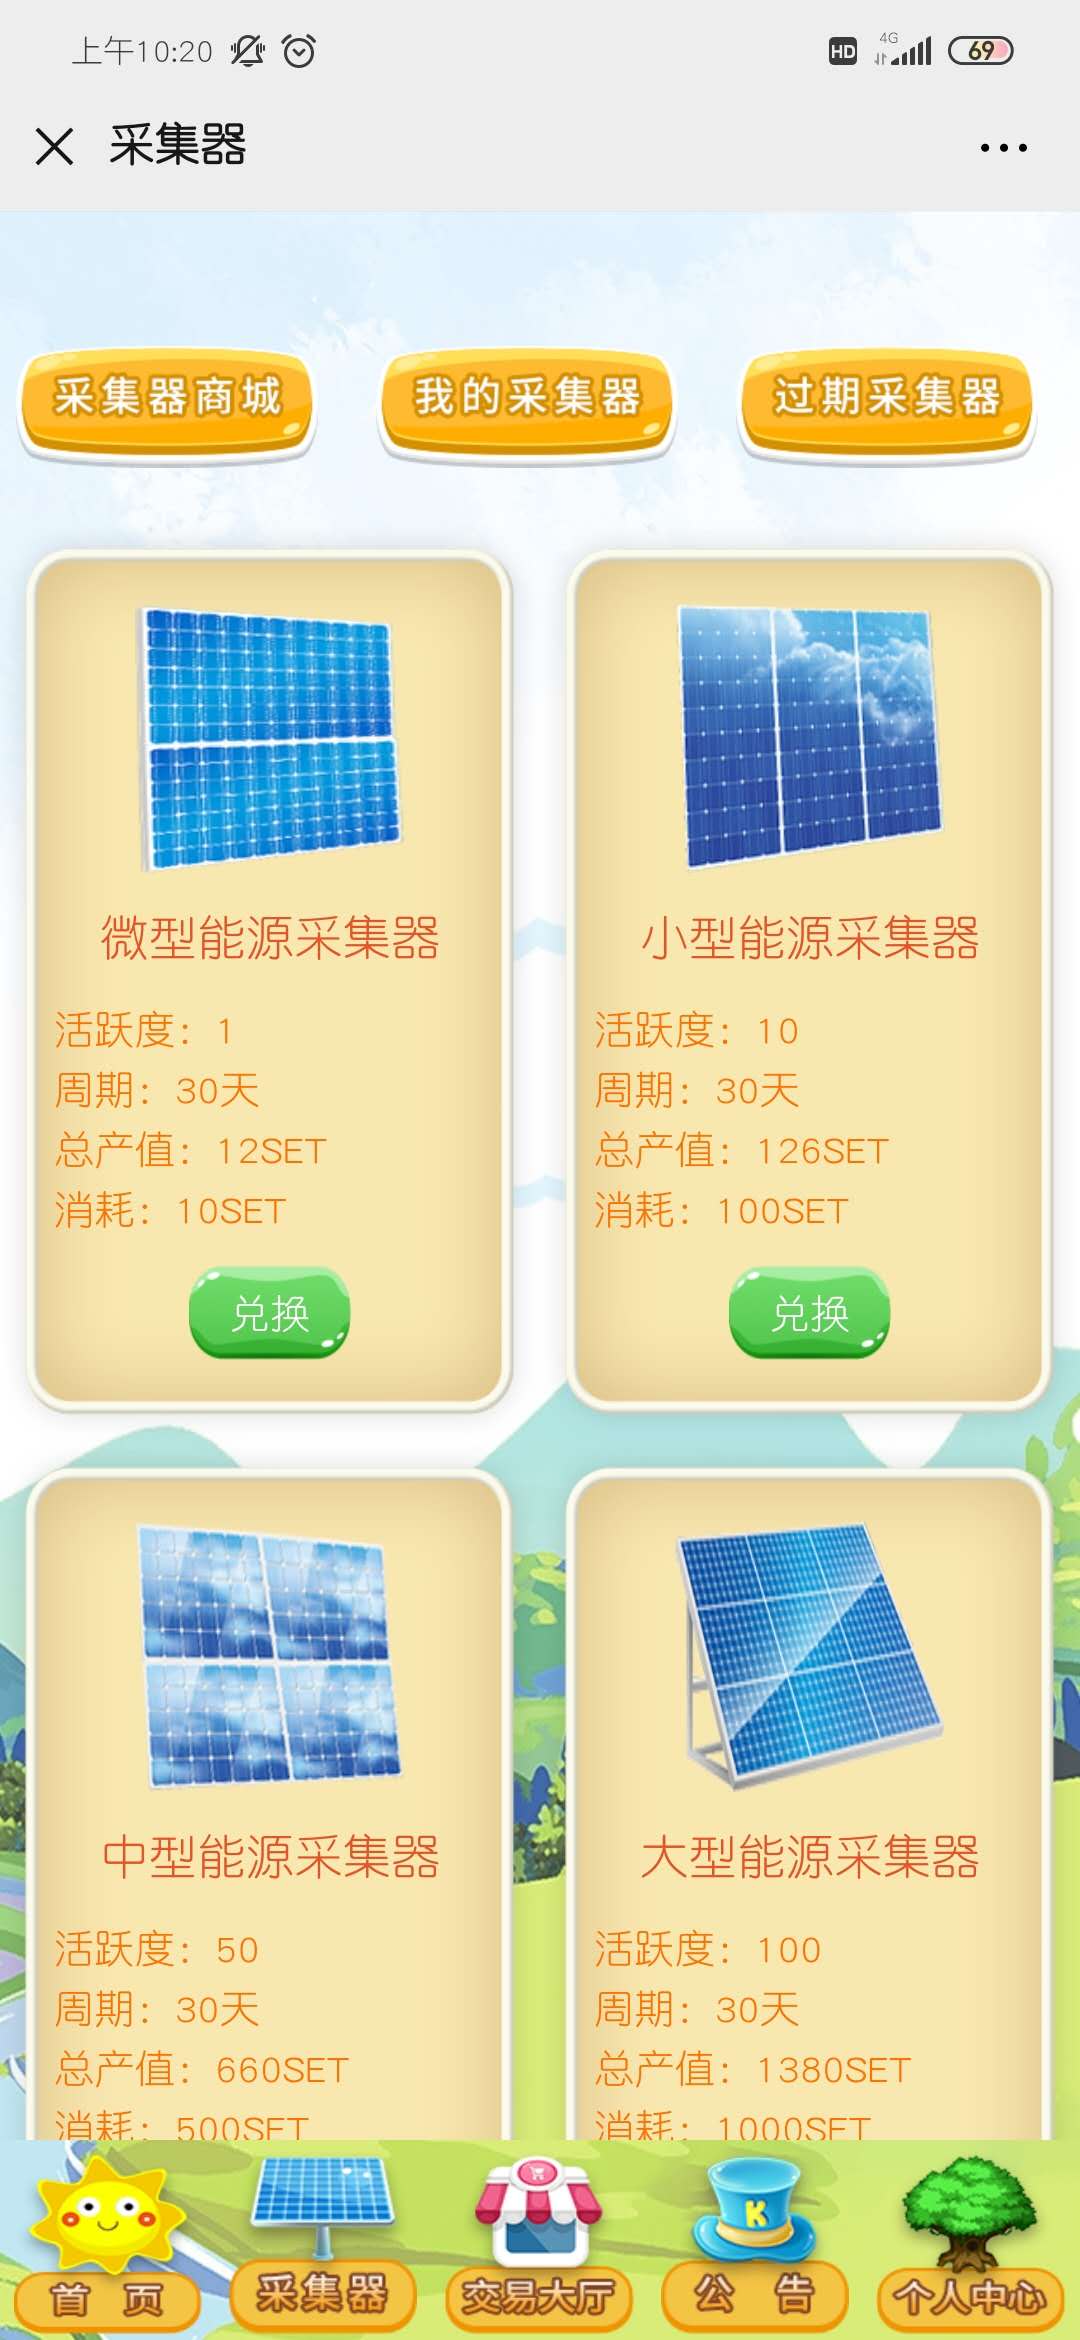 上午10:20
HD
4G
69
采集器
采集器商城
我的采集器
过期采集器
微型能源采集器
活跃度：1
周期：30天
总产值：12SET
消耗：10SET
兑换
小型能源采集器
活跃度：10
周期：30天
总产值：126SET
消耗：100SET
兑换
中型能源采集器
活跃度：50
周期：30天
总产值：660SET
消耗：500SET
大型能源采集器
活跃度：100
周期：30天
总产值：1380SET
消耗：1000SET
K
首 页
采集器
交易大厅
公 告
个人中心